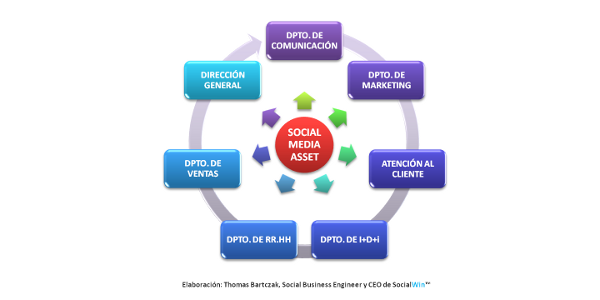 DPTO. DE
COMUNICACIÓN
DPTO. DE
MARKETING
ATENCIÓN AL
CLIENTE
DPTO. DE I+D+i
DPTO. DE RR.HH
DPTO. DE
VENTAS
DIRECCIÓN
GENERAL
SOCIAL
MEDIA
ASSET
Elaboración: Thomas Bartczak, Social Business Engineer y CEO de SocialWin™